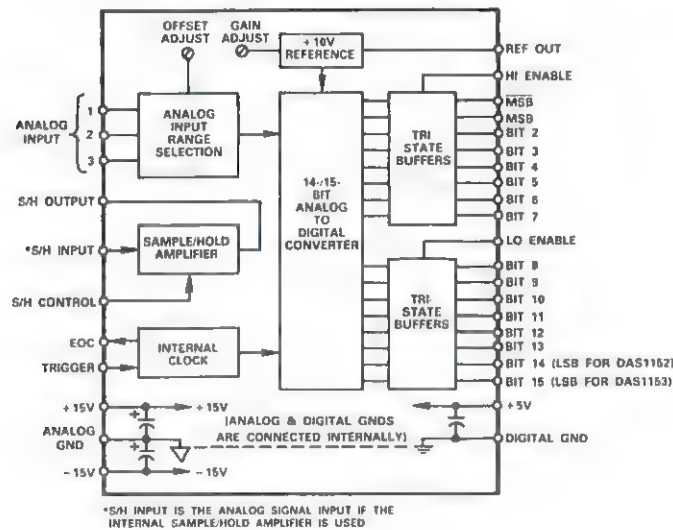 OFFSET
ADJUST
GAIN
ADJUST
+10V
REFERENCE
REF OUT
HI ENABLE
ANALOG
INPUT
1
2
3
ANALOG
INPUT
RANGE
SELECTION
14-/15-
BIT
ANALOG
TO
DIGITAL
CONVERTER
TRI
STATE
BUFFERS
MSB
MSB
BIT 2
BIT 3
BIT 4
BIT 5
BIT 6
BIT 7
S/H OUTPUT
*S/H INPUT
SAMPLE/HOLD
AMPLIFIER
S/H CONTROL
LO ENABLE
TRI-
STATE
BUFFERS
BIT 8
BIT 9
BIT 10
BIT 11
BIT 12
BIT 13
BIT 14 (LSB FOR DAS1152)
BIT 15 (LSB FOR DAS1153)
EOC
TRIGGER
INTERNAL
CLOCK
+15V
+15V
+5V
ANALOG
GND
(ANALOG & DIGITAL GNDS
ARE CONNECTED INTERNALLY)
DIGITAL GND
-15V
-15V
*S/H INPUT IS THE ANALOG SIGNAL INPUT IF THE
INTERNAL SAMPLE/HOLD AMPLIFIER IS USED